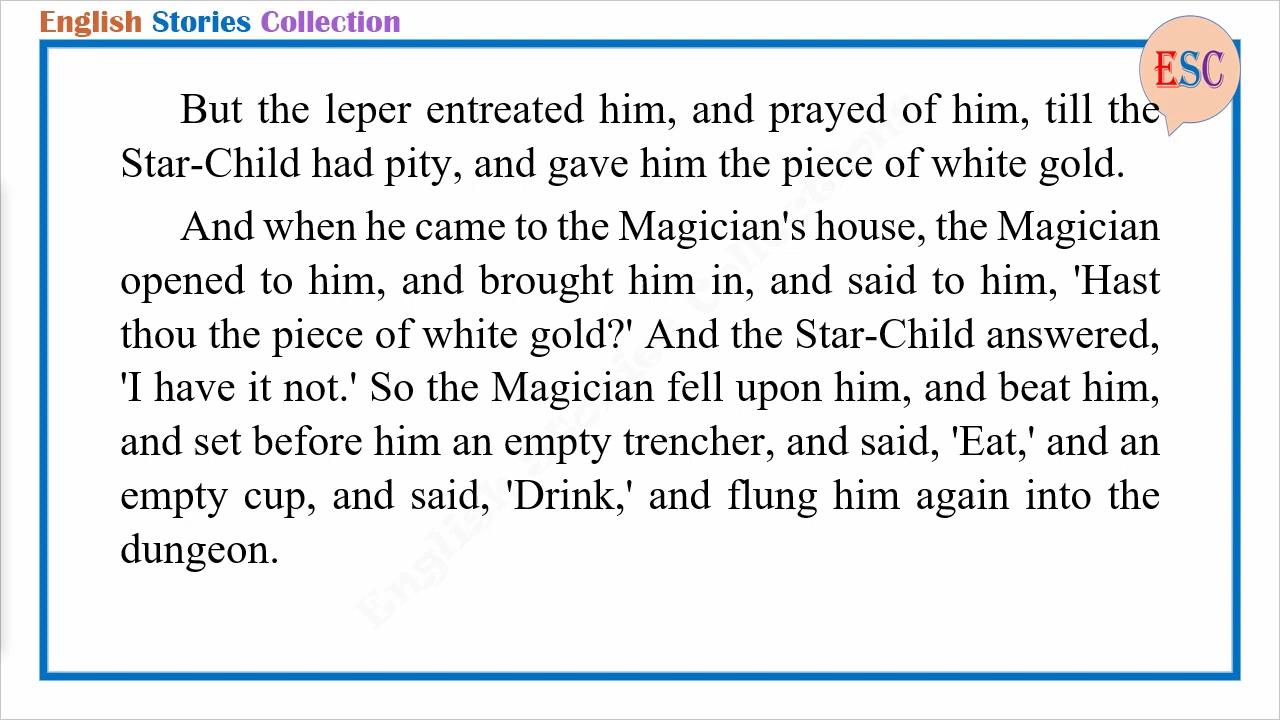 English Stories Collection
ESC
But the leper entreated him, and prayed of him, till the
Star-Child had pity, and gave him the piece of white gold.
And when he came to the Magician's house, the Magician
opened to him, and brought him in, and said to him, 'Hast
thou the piece of white gold?' And the Star-Child answered,
'I have it not.' So the Magician fell upon him, and beat him,
and set before him an empty trencher, and said, 'Eat,' and an
empty cup, and said, 'Drink,' and flung him again into the
dungeon.
English Stories Collection